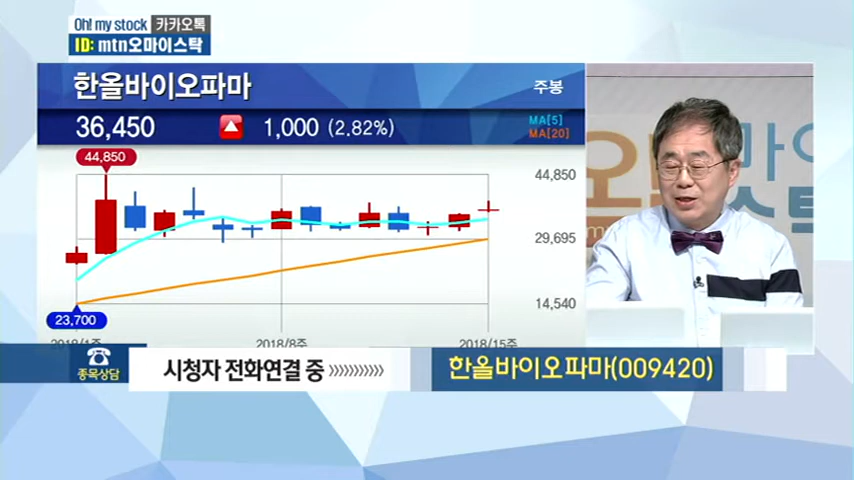 Oh! my stock 카카오톡
ID: mtn오마이스탁
한올바이오파마
주봉
36,450 1,000 (2.82%)
MA[5]
MA[20]
44,850
44,850
29,695
14,540
23,700
2018/8주
2018/15주
종목상담
시청자 전화연결 중
한올바이오파마(009420)